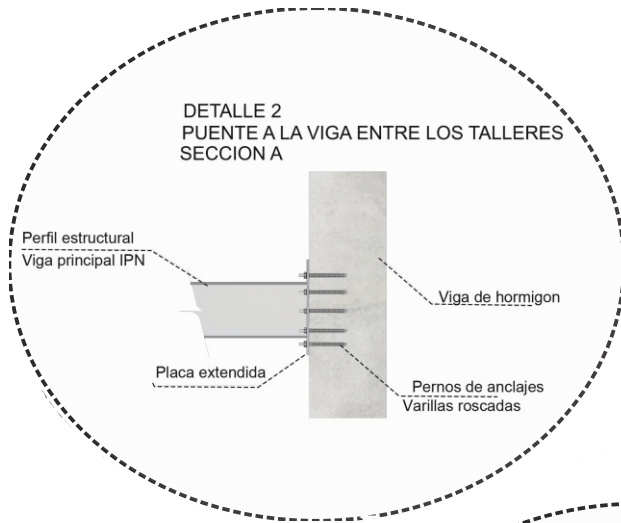 DETALLE 2
PUENTE A LA VIGA ENTRE LOS TALLERES
SECCION A
Perfil estructural
Viga principal IPN
Viga de hormigon
Placa extendida
Pernos de anclajes
Varillas roscadas